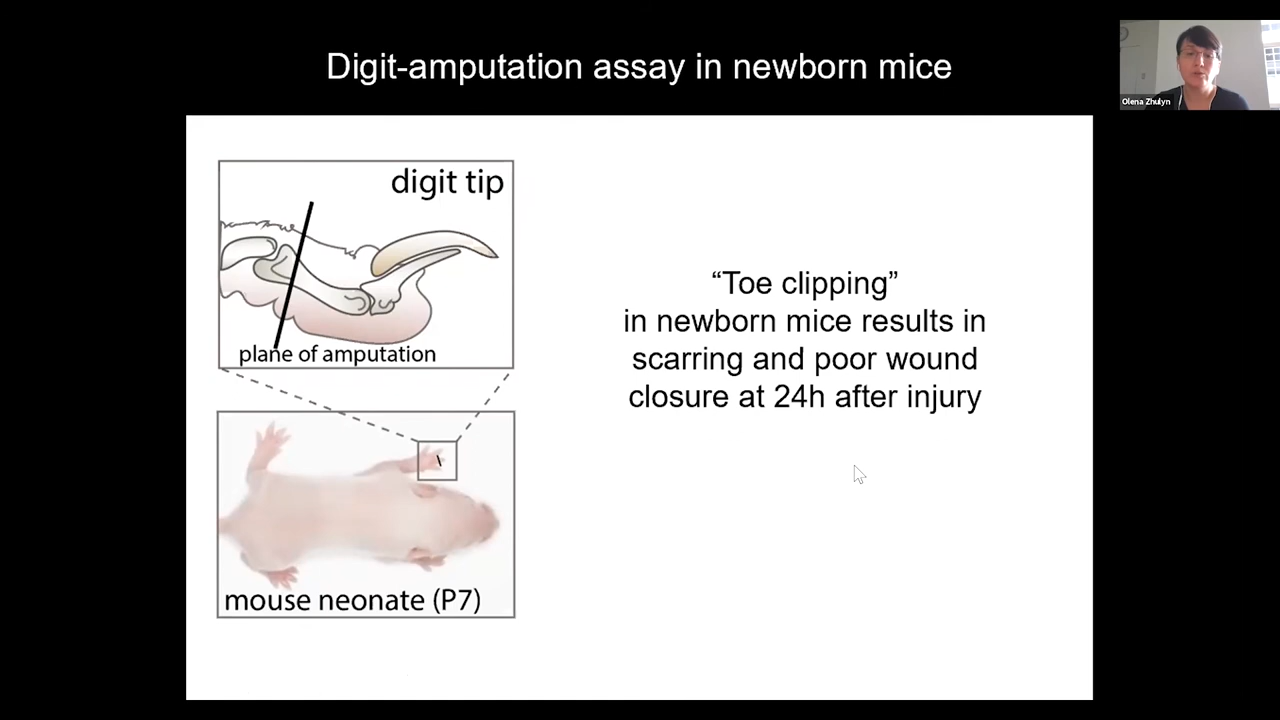 Digit-amputation assay in newborn mice
Olena Zhulyn
digit tip
plane of amputation
mouse neonate (P7)
“Toe clipping”
in newborn mice results in
scarring and poor wound
closure at 24h after injury